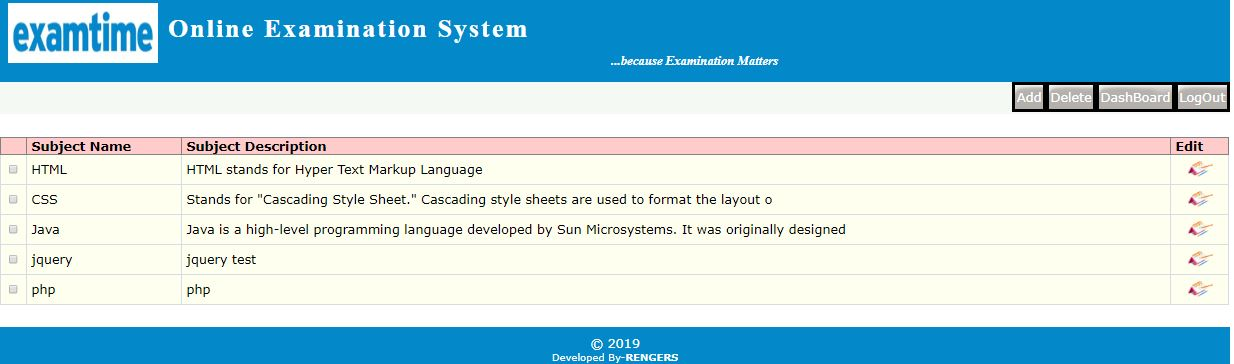 examtime Online Examination System
...because Examination Matters
Add Delete DashBoard LogOut
Subject Name Subject Description Edit
HTML HTML stands for Hyper Text Markup Language
CSS Stands for "Cascading Style Sheet." Cascading style sheets are used to format the layout o
Java Java is a high-level programming language developed by Sun Microsystems. It was originally designed
jquery jquery test
php php
© 2019
Developed By-RENGERS